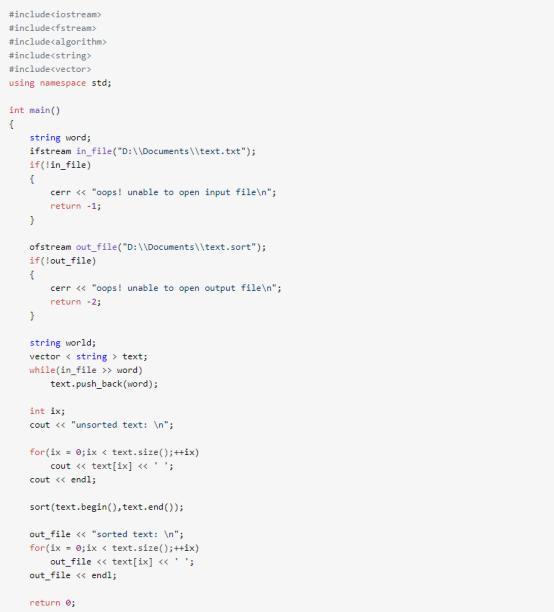 #include<iostream>
#include<fstream>
#include<algorithm>
#include<string>
#include<vector>
using namespace std;
int main()
{
    string word;
    ifstream in_file("D:\\Documents\\text.txt");
    if(!in_file)
    {
        cerr << "oops! unable to open input file\n";
        return -1;
    }
    ofstream out_file("D:\\Documents\\text.sort");
    if(!out_file)
    {
        cerr << "oops! unable to open output file\n";
        return -2;
    }
    string world;
    vector < string > text;
    while(in_file >> word)
        text.push_back(word);
    int ix;
    cout << "unsorted text: \n";
    for(ix = 0;ix < text.size();++ix)
        cout << text[ix] << ' ';
    cout << endl;
    sort(text.begin(),text.end());
    out_file << "sorted text: \n";
    for(ix = 0;ix < text.size();++ix)
        out_file << text[ix] << ' ';
    out_file << endl;
    return 0;